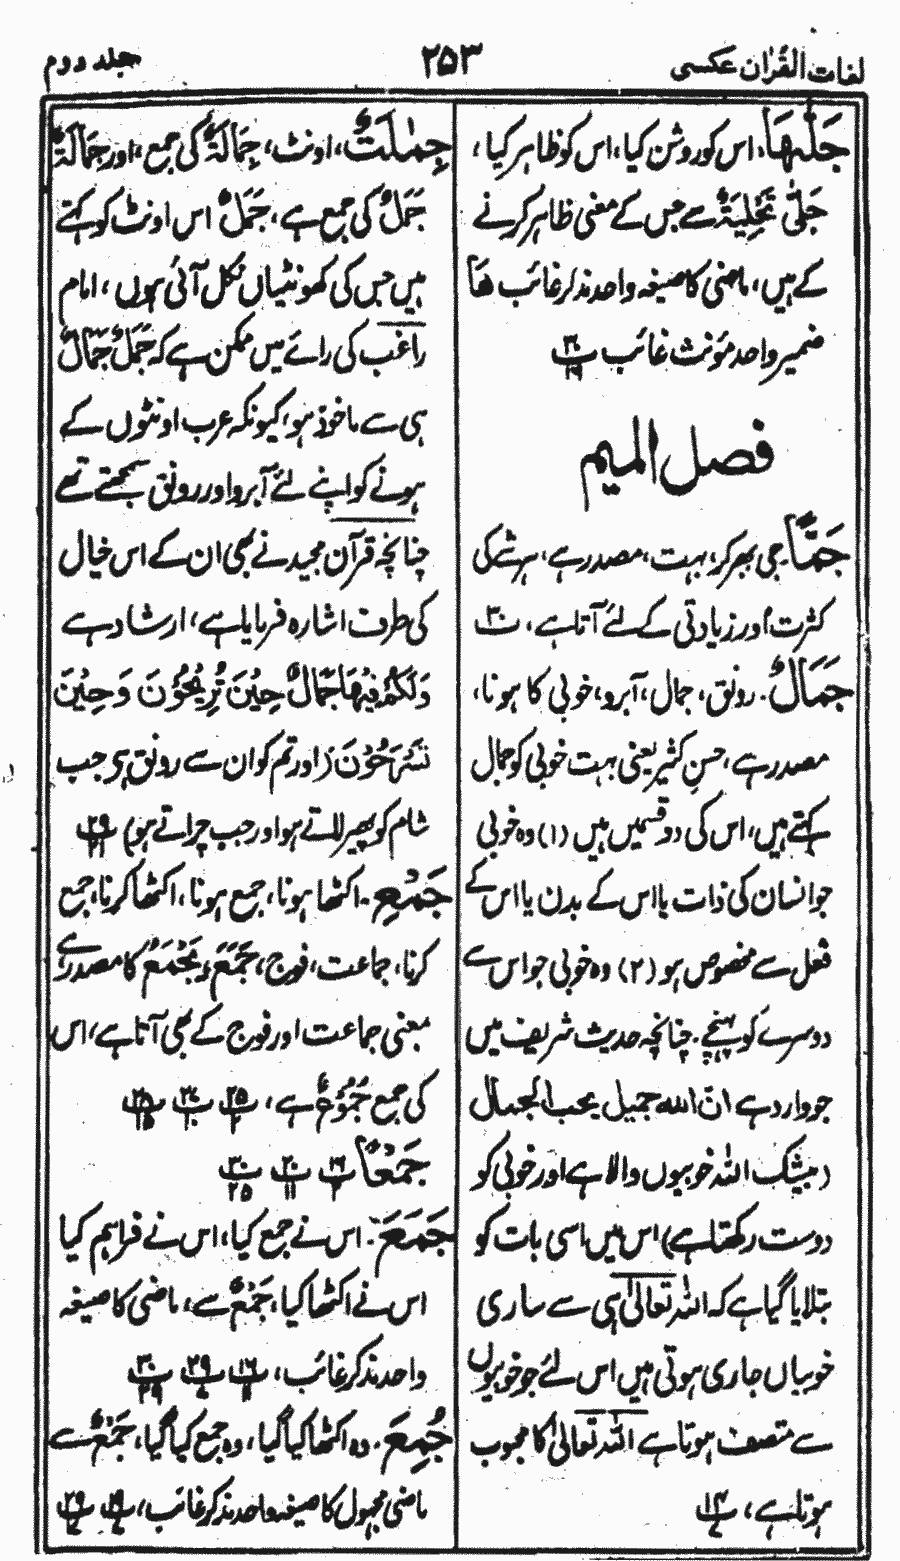 لغات القرٰان عکسی
۲۵۳
جلد دوم
جَلّٰھَا، اس کو روشن کیا، اس کو ظاہر کیا،
جَلّٰی تَجْلِیَۃٌ سے جس کے معنی ظاہر کرنے
کے ہیں، ماضی کا صیغہ واحد مذکر غائب ھَا
ضمیر واحد مؤنث غائب ۳۰
فصل المیم
جَمًّا۔ جی بھر کر، بہت، مصدر ہے، ہر شے کی
کثرت اور زیادتی کے لئے آتا ہے، ۳۰
جَمَالٌ۔ رونق، جمال، آبرو، خوبی کا ہونا،
مصدر ہے، حسنِ کثیر یعنی بہت خوبی کو جمال
کہتے ہیں، اس کی دو قسمیں ہیں (۱) وہ خوبی
جو انسان کی ذات یا اس کے بدن یا اس کے
فعل سے مخصوص ہو (۲) وہ خوبی جو اس سے
دوسرے کو پہنچے۔ چنانچہ حدیث شریف میں
جو وارد ہے انّ اللہ جمیل یحب الجمال
(بیشک اللہ خوبیوں والا ہے اور خوبی کو
دوست رکھتا ہے) اس میں اسی بات کو
بتلایا گیا ہے کہ اللہ تعالیٰ ہی سے ساری
خوبیاں جاری ہوتی ہیں اس لئے جو خوبیوں
سے متصف ہوتا ہے اللہ تعالیٰ کا محبوب
ہوتا ہے، ۱۴
جِمٰلَتٌ، اونٹ، جِمَالَۃٌ کی جمع، اور جِمَالَۃٌ
جَمَلٌ کی جمع ہے، جَمَلٌ اس اونٹ کو کہتے
ہیں جس کی کھونٹیاں نکل آئی ہوں، امام
راغب کی رائے میں ممکن ہے کہ جَمَلٌ جَمَالٌ
ہی سے ماخوذ ہو، کیونکہ عرب اونٹوں کے
ہونے کو اپنے لئے آبرو اور رونق سمجھتے تھے
چنانچہ قرآن مجید نے بھی ان کے اس خیال
کی طرف اشارہ فرمایا ہے، ارشاد ہے
وَلَکُمْ فِیْھَا جَمَالٌ حِیْنَ تُرِیْحُوْنَ وَ حِیْنَ
تَسْرَحُوْنَ (اور تم کو ان سے رونق ہے جب
شام کو پھیر لاتے ہو اور جب چراتے ہو)
جَمْعِ۔ اکٹھا ہونا، جمع ہونا، اکٹھا کرنا، جمع
کرنا، جماعت، فوج، جَمَعَ یَجْمَعُ کا مصدر ہے
بمعنی جماعت اور فوج کے بھی آتا ہے، اس
کی جمع جُمُوْعٌ ہے، ۲۵
جَمْعًا ۱۶ ۲۰ ۳۰
جَمَعَ۔ اس نے جمع کیا، اس نے فراہم کیا
اس نے اکٹھا کیا، جَمْعٌ سے، ماضی کا صیغہ
واحد مذکر غائب، ۱۶ ۲۹ ۳۰
جُمِعَ۔ وہ اکٹھا کیا گیا، وہ جمع کیا گیا، جَمْعٌ سے
ماضی مجہول کا صیغہ واحد مذکر غائب، ۱۹ ۲۹